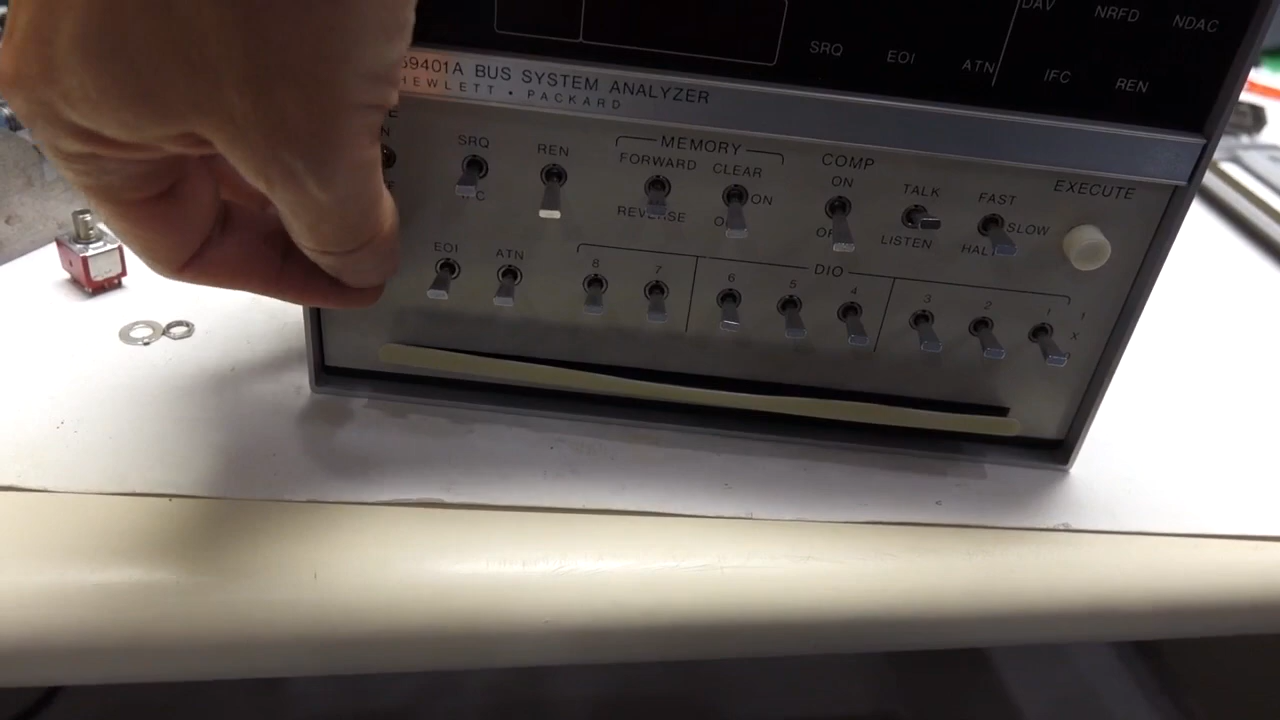 DAV NRFD NDAC
SRQ EOI ATN IFC REN
59401A BUS SYSTEM ANALYZER
HEWLETT • PACKARD
SRQ REN MEMORY COMP
FORWARD CLEAR ON TALK FAST EXECUTE
ON SLOW
REVERSE LISTEN HALT
EOI ATN DIO
8 7 6 5 4 3 2 1 1
X